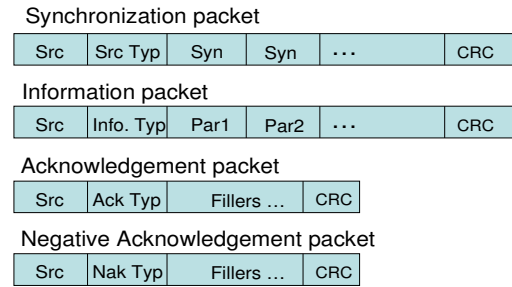 Synchronization packet
Src Src Typ Syn Syn ... CRC
Information packet
Src Info. Typ Par1 Par2 ... CRC
Acknowledgement packet
Src Ack Typ Fillers ... CRC
Negative Acknowledgement packet
Src Nak Typ Fillers ... CRC